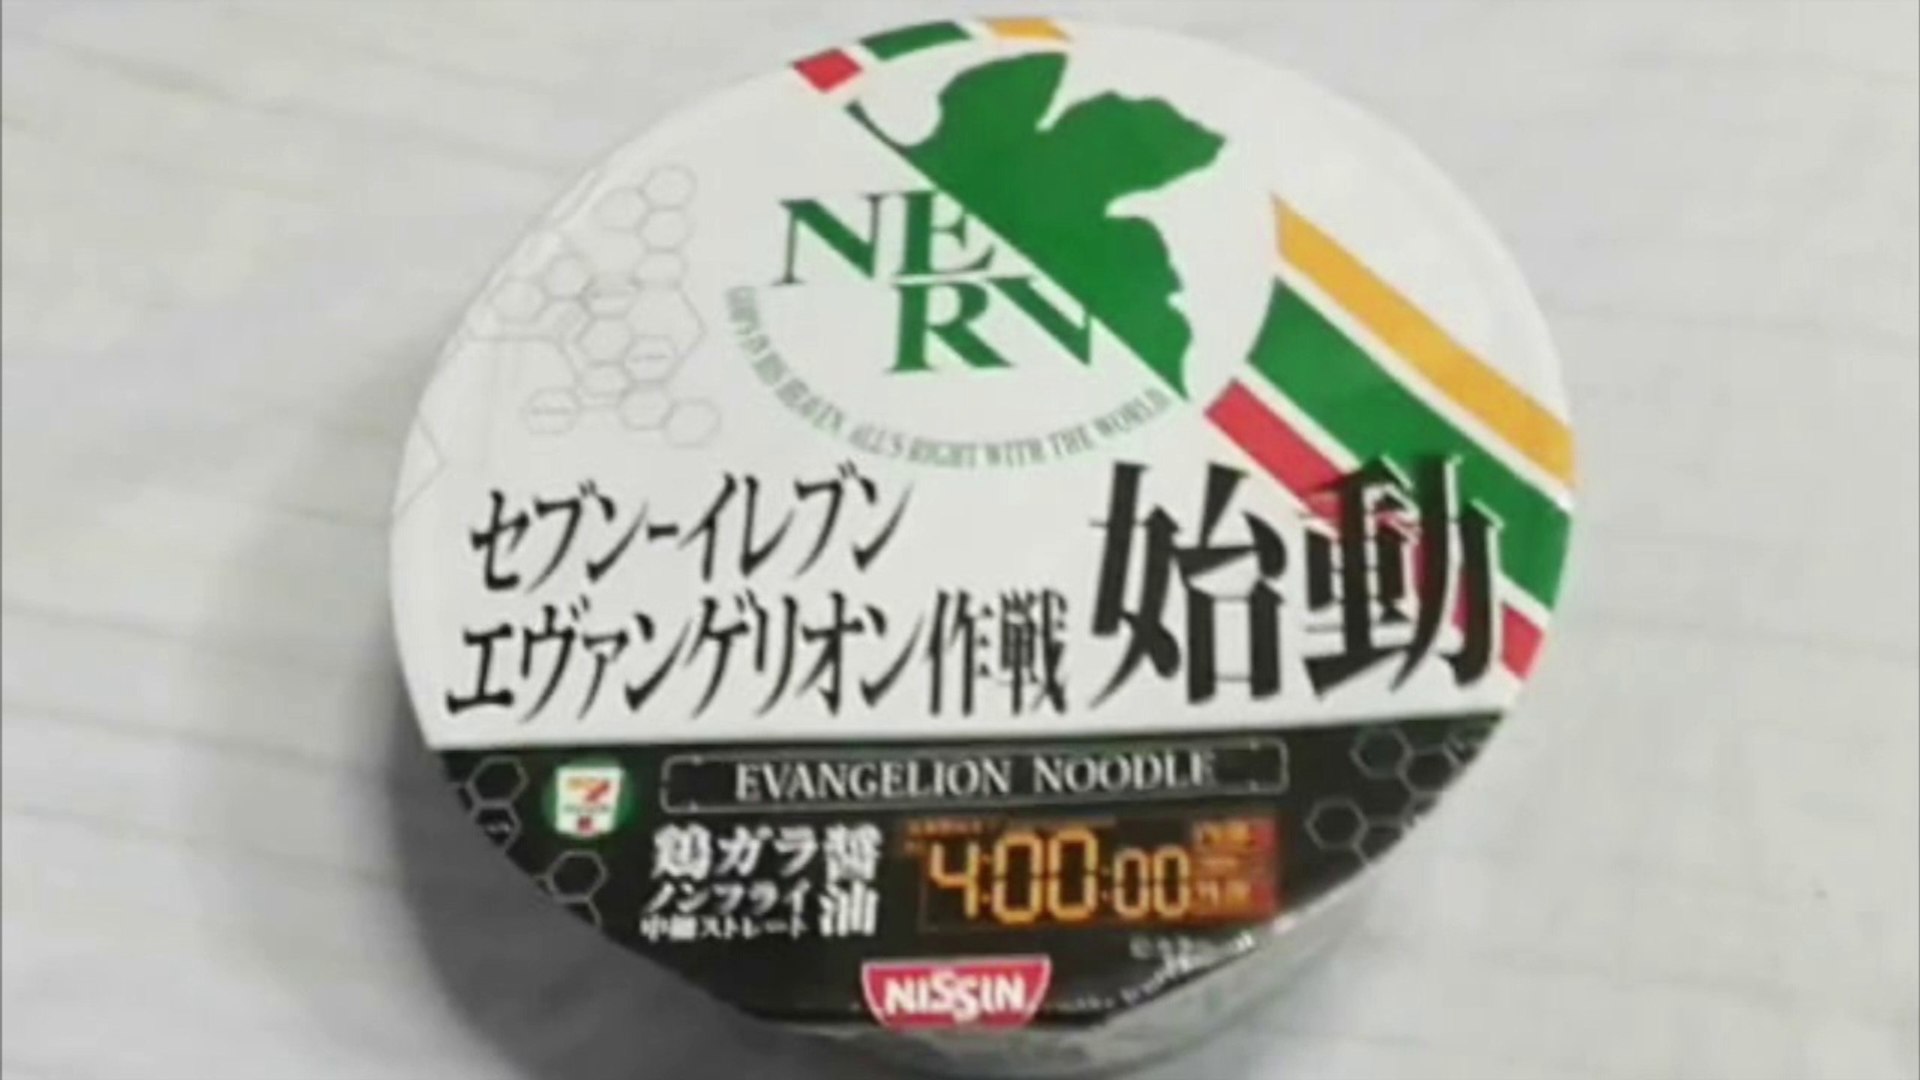 NERV
GOD'S IN HIS HEAVEN. ALL'S RIGHT WITH THE WORLD.
セブン-イレブン
エヴァンゲリオン作戦 始動
EVANGELION NOODLE
7
鶏ガラ醤油
ノンフライ
中細ストレート
4:00:00
NISSIN